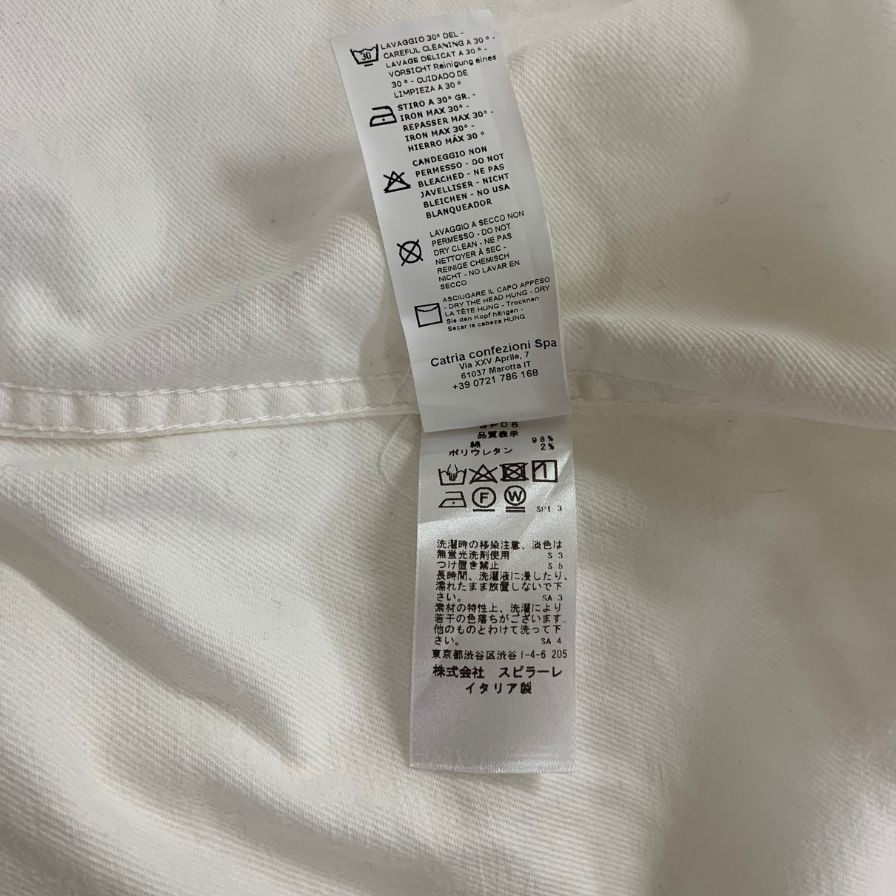 30
LAVAGGIO 30° DEL -
CAREFUL CLEANING A 30° -
LAVAGE DELICAT A 30° -
VORSICHT Reinigung eines
30° - CUIDADO DE
LIMPIEZA A 30°
STIRO A 30° GR. -
IRON MAX 30° -
REPASSER MAX 30° -
IRON MAX 30° -
HIERRO MÁX 30°
CANDEGGIO NON
PERMESSO - DO NOT
BLEACHED - NE PAS
JAVELLISER - NICHT
BLEICHEN - NO USA
BLANQUEADOR
LAVAGGIO A SECCO NON
PERMESSO - DO NOT
DRY CLEAN - NE PAS
NETTOYER À SEC -
REINIGE CHEMISCH
NICHT - NO LAVAR EN
SECCO
ASCIUGARE IL CAPO APPESO
- DRY THE HEAD HUNG - DRY
LA TÊTE HUNG - Trocknen
Sie den Kopf hängen -
Secar la cabeza HUNG
Catria confezioni Spa
Via XXV Aprile, 7
61037 Marotta IT
+39 0721 786 168
品質表示
綿 98%
ポリウレタン 2%
F W SPT 3
洗濯時の移染注意、淡色は
無蛍光洗剤使用 S 3
つけ置き禁止 S 5
長時間、洗濯液に浸したり、
濡れたまま放置しないで下
さい。 SA 3
素材の特性上、洗濯により
若干の色落ちがございます。
他のものとわけて洗って下
さい。 SA 4
東京都渋谷区渋谷1-4-6 205
株式会社 スピラーレ
イタリア製